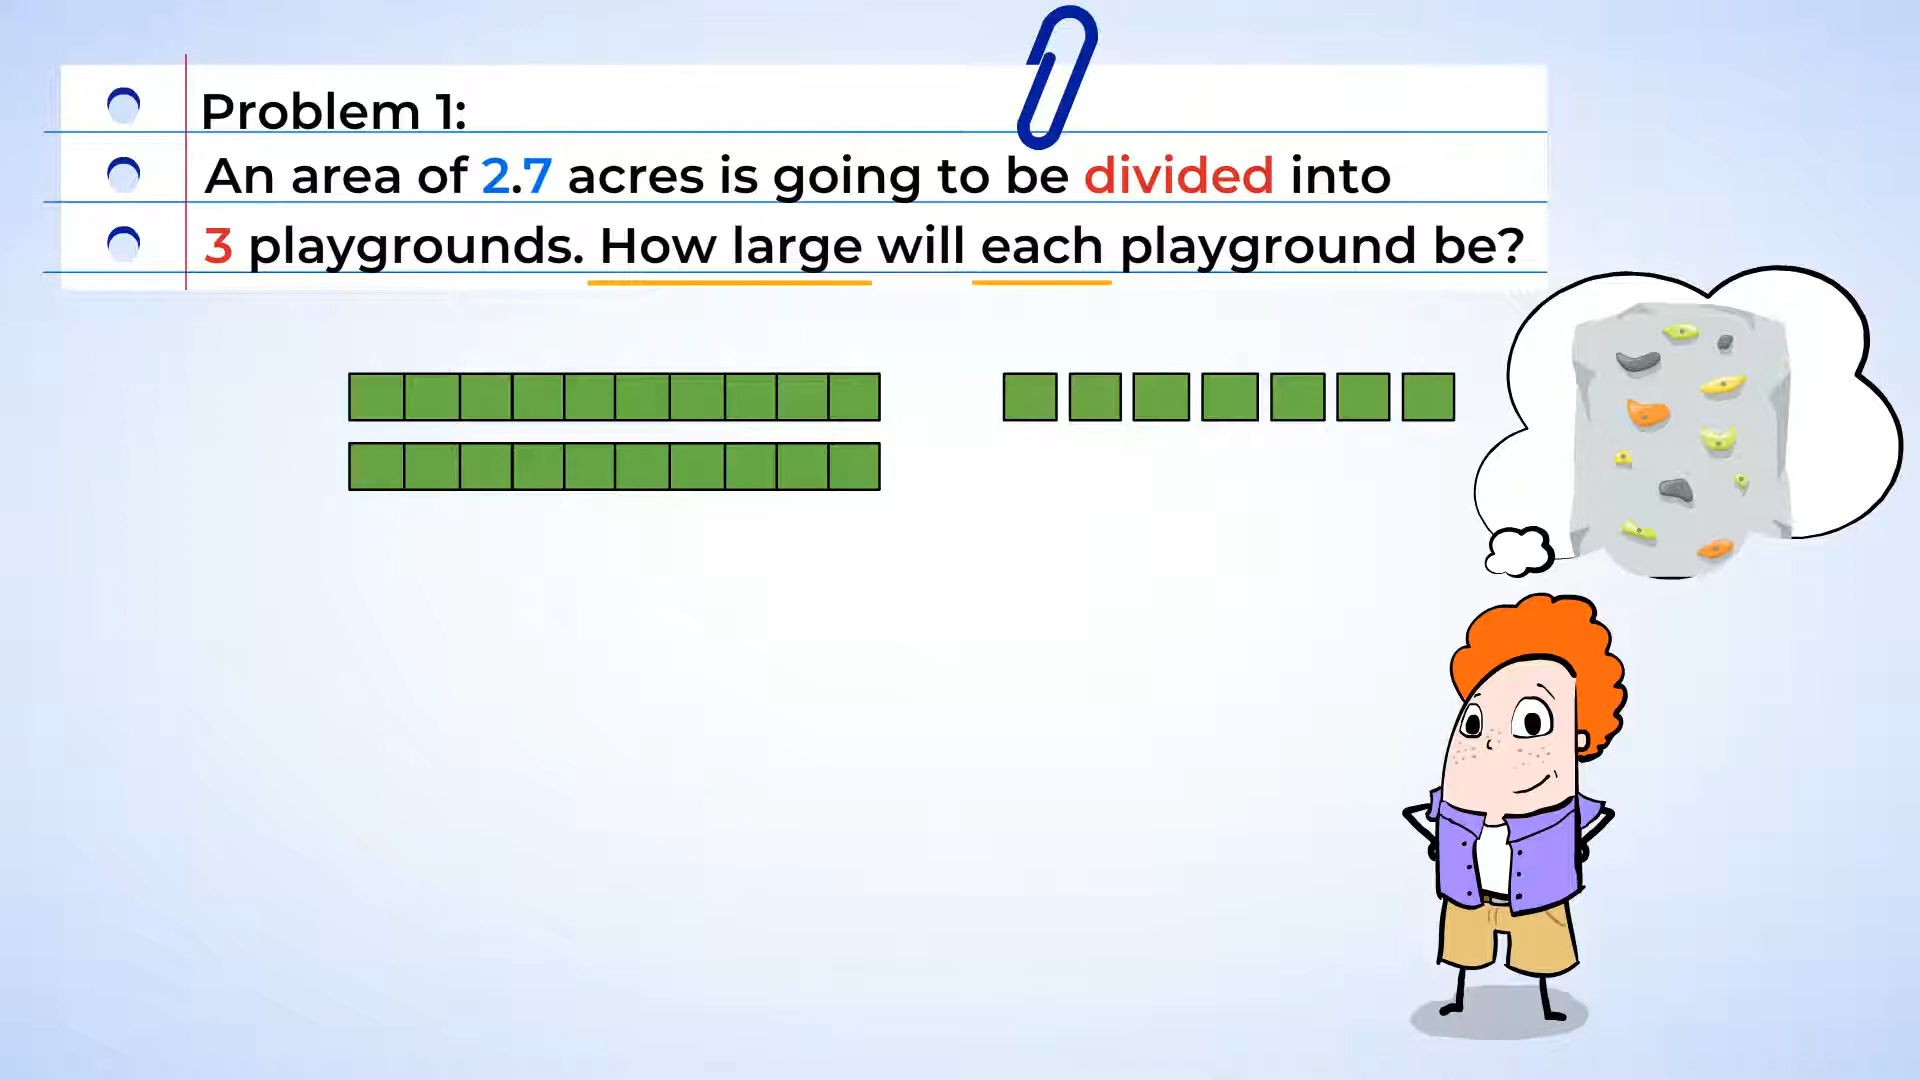 Problem 1:
An area of 2.7 acres is going to be divided into
3 playgrounds. How large will each playground be?